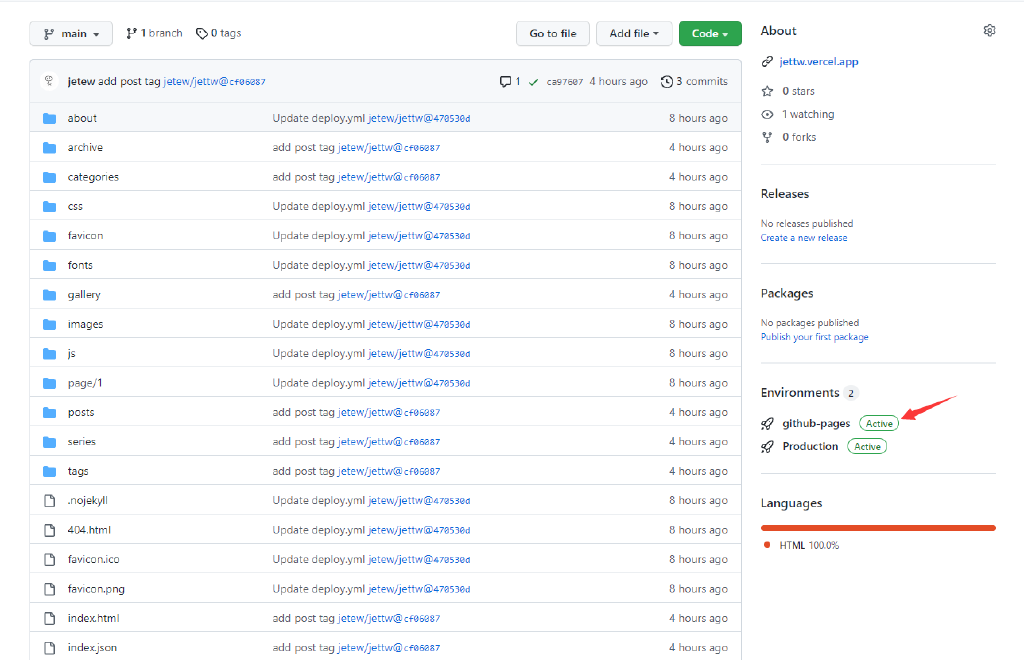 main
1 branch
0 tags
Go to file
Add file
Code
jetew add post tag jetew/jettw@cf06087
1
ca97607 4 hours ago
3 commits
about Update deploy.yml jetew/jettw@470530d 8 hours ago
archive add post tag jetew/jettw@cf06087 4 hours ago
categories add post tag jetew/jettw@cf06087 4 hours ago
css Update deploy.yml jetew/jettw@470530d 8 hours ago
favicon Update deploy.yml jetew/jettw@470530d 8 hours ago
fonts Update deploy.yml jetew/jettw@470530d 8 hours ago
gallery add post tag jetew/jettw@cf06087 4 hours ago
images Update deploy.yml jetew/jettw@470530d 8 hours ago
js Update deploy.yml jetew/jettw@470530d 8 hours ago
page/1 Update deploy.yml jetew/jettw@470530d 8 hours ago
posts add post tag jetew/jettw@cf06087 4 hours ago
series add post tag jetew/jettw@cf06087 4 hours ago
tags add post tag jetew/jettw@cf06087 4 hours ago
.nojekyll Update deploy.yml jetew/jettw@470530d 8 hours ago
404.html Update deploy.yml jetew/jettw@470530d 8 hours ago
favicon.ico Update deploy.yml jetew/jettw@470530d 8 hours ago
favicon.png Update deploy.yml jetew/jettw@470530d 8 hours ago
index.html add post tag jetew/jettw@cf06087 4 hours ago
index.json add post tag jetew/jettw@cf06087 4 hours ago
About
jettw.vercel.app
0 stars
1 watching
0 forks
Releases
No releases published
Create a new release
Packages
No packages published
Publish your first package
Environments 2
github-pages Active
Production Active
Languages
HTML 100.0%